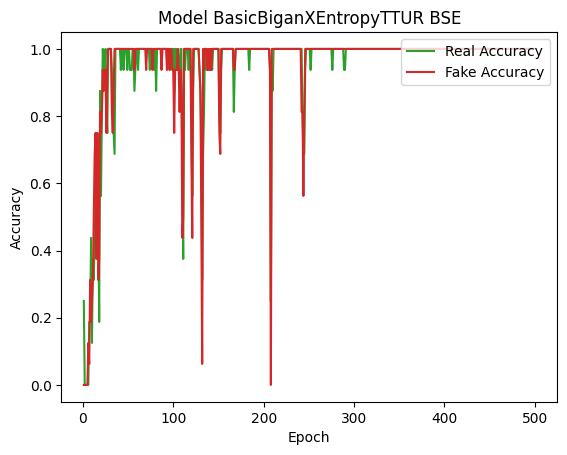 Model BasicBiganXEntropyTTUR BSE
Real Accuracy
Fake Accuracy
Accuracy
1.0
0.8
0.6
0.4
0.2
0.0
0 100 200 300 400 500
Epoch